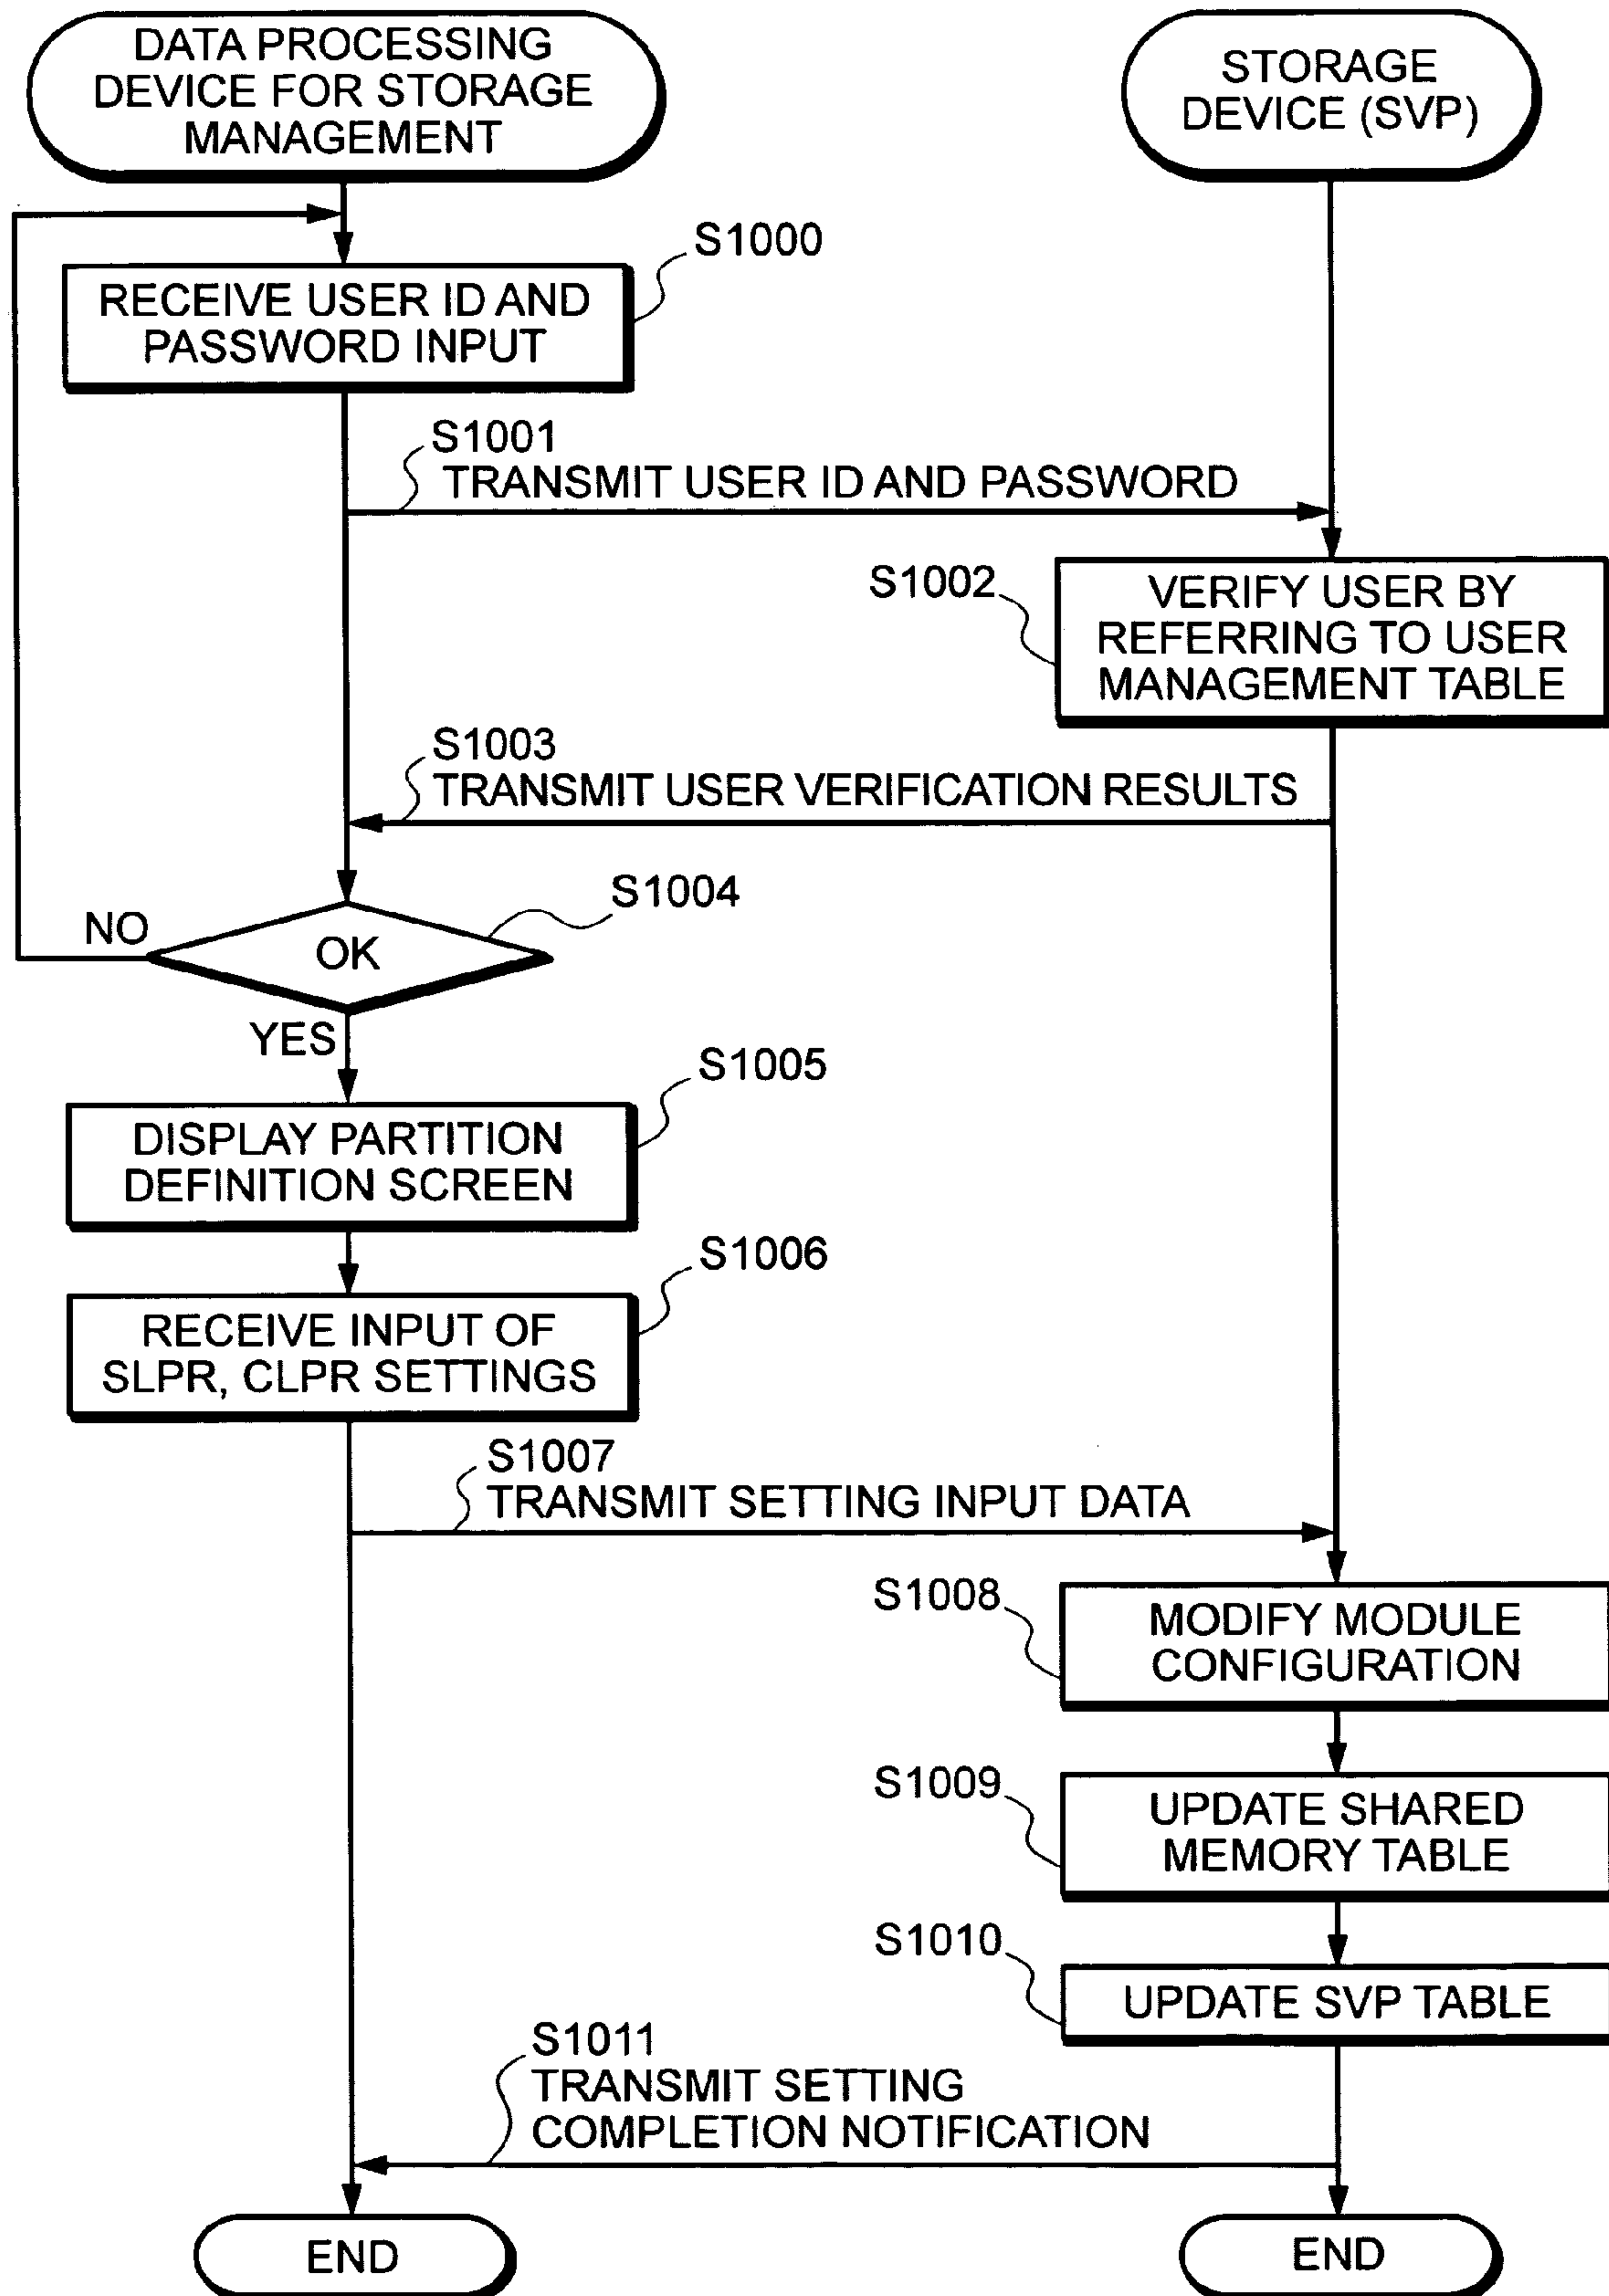 DATA PROCESSING
DEVICE FOR STORAGE
MANAGEMENT
STORAGE
DEVICE (SVP)
S1000
RECEIVE USER ID AND
PASSWORD INPUT
S1001
TRANSMIT USER ID AND PASSWORD
S1002
VERIFY USER BY
REFERRING TO USER
MANAGEMENT TABLE
S1003
TRANSMIT USER VERIFICATION RESULTS
S1004
NO
OK
YES
S1005
DISPLAY PARTITION
DEFINITION SCREEN
S1006
RECEIVE INPUT OF
SLPR, CLPR SETTINGS
S1007
TRANSMIT SETTING INPUT DATA
S1008
MODIFY MODULE
CONFIGURATION
S1009
UPDATE SHARED
MEMORY TABLE
S1010
UPDATE SVP TABLE
S1011
TRANSMIT SETTING
COMPLETION NOTIFICATION
END
END